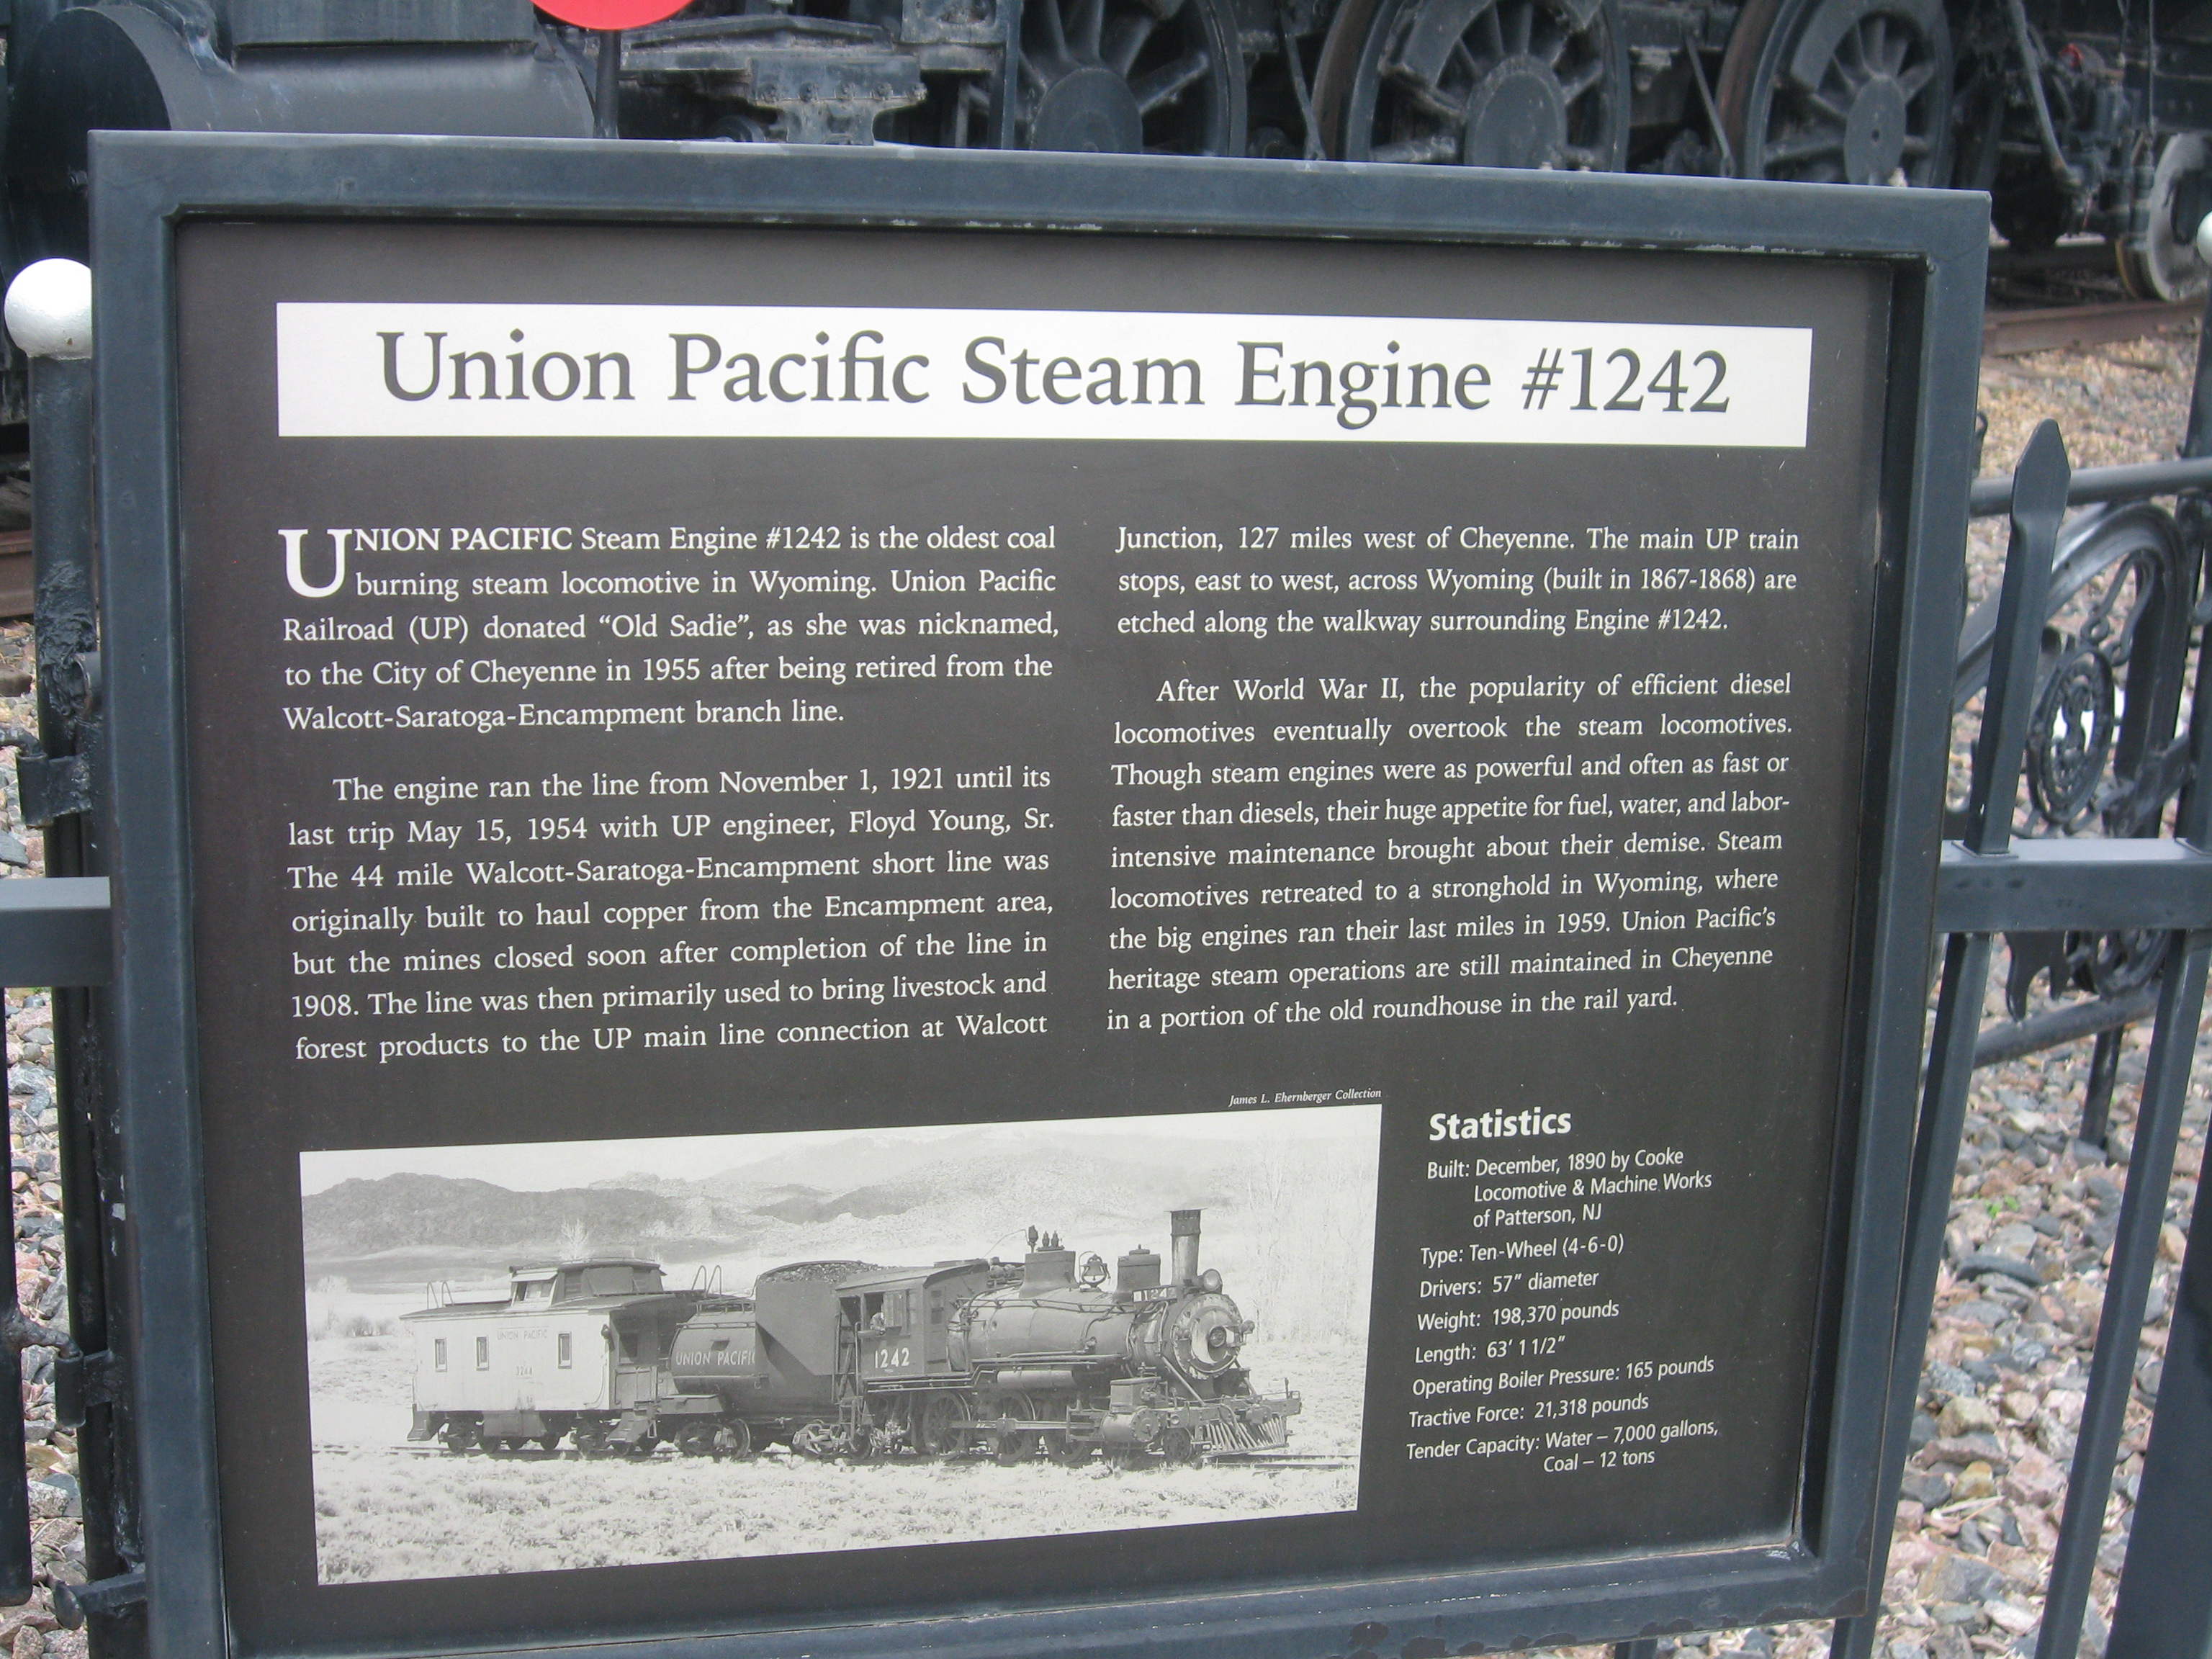 Union Pacific Steam Engine #1242
UNION PACIFIC Steam Engine #1242 is the oldest coal
burning steam locomotive in Wyoming. Union Pacific
Railroad (UP) donated “Old Sadie”, as she was nicknamed,
to the City of Cheyenne in 1955 after being retired from the
Walcott-Saratoga-Encampment branch line.
The engine ran the line from November 1, 1921 until its
last trip May 15, 1954 with UP engineer, Floyd Young, Sr.
The 44 mile Walcott-Saratoga-Encampment short line was
originally built to haul copper from the Encampment area,
but the mines closed soon after completion of the line in
1908. The line was then primarily used to bring livestock and
forest products to the UP main line connection at Walcott
Junction, 127 miles west of Cheyenne. The main UP train
stops, east to west, across Wyoming (built in 1867-1868) are
etched along the walkway surrounding Engine #1242.
After World War II, the popularity of efficient diesel
locomotives eventually overtook the steam locomotives.
Though steam engines were as powerful and often as fast or
faster than diesels, their huge appetite for fuel, water, and labor-
intensive maintenance brought about their demise. Steam
locomotives retreated to a stronghold in Wyoming, where
the big engines ran their last miles in 1959. Union Pacific’s
heritage steam operations are still maintained in Cheyenne
in a portion of the old roundhouse in the rail yard.
James L. Ehernberger Collection
UNION PACIFIC
UNION PACIFIC
1242
1242
Statistics
Built: December, 1890 by Cooke
Locomotive & Machine Works
of Patterson, NJ
Type: Ten-Wheel (4-6-0)
Drivers: 57” diameter
Weight: 198,370 pounds
Length: 63’ 1 1/2”
Operating Boiler Pressure: 165 pounds
Tractive Force: 21,318 pounds
Tender Capacity: Water – 7,000 gallons,
Coal – 12 tons